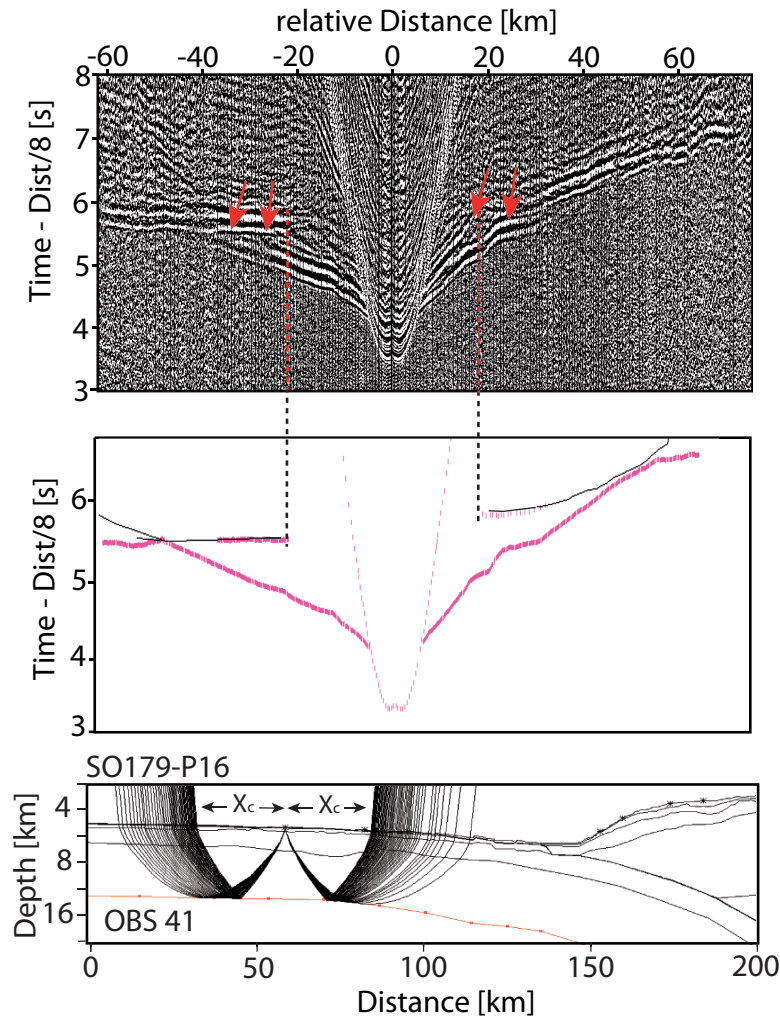 relative Distance [km]
-60 -40 -20 0 20 40 60
8
7
6
5
4
3
Time - Dist/8 [s]
6
5
4
3
Time - Dist/8 [s]
SO179-P16
Xc Xc
4
8
16
Depth [km]
OBS 41
0 50 100 150 200
Distance [km]